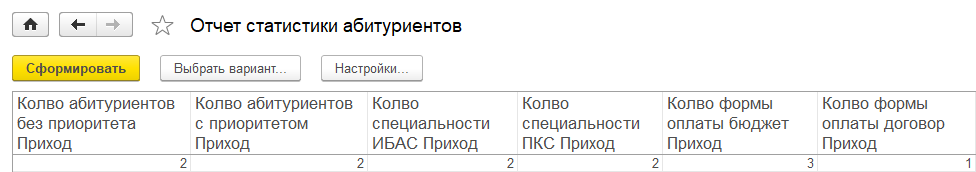 Отчет статистики абитуриентов
Сформировать Выбрать вариант... Настройки...
Колво абитуриентов без приоритета Приход
Колво абитуриентов с приоритетом Приход
Колво специальности ИБАС Приход
Колво специальности ПКС Приход
Колво формы оплаты бюджет Приход
Колво формы оплаты договор Приход
2 2 2 2 3 1